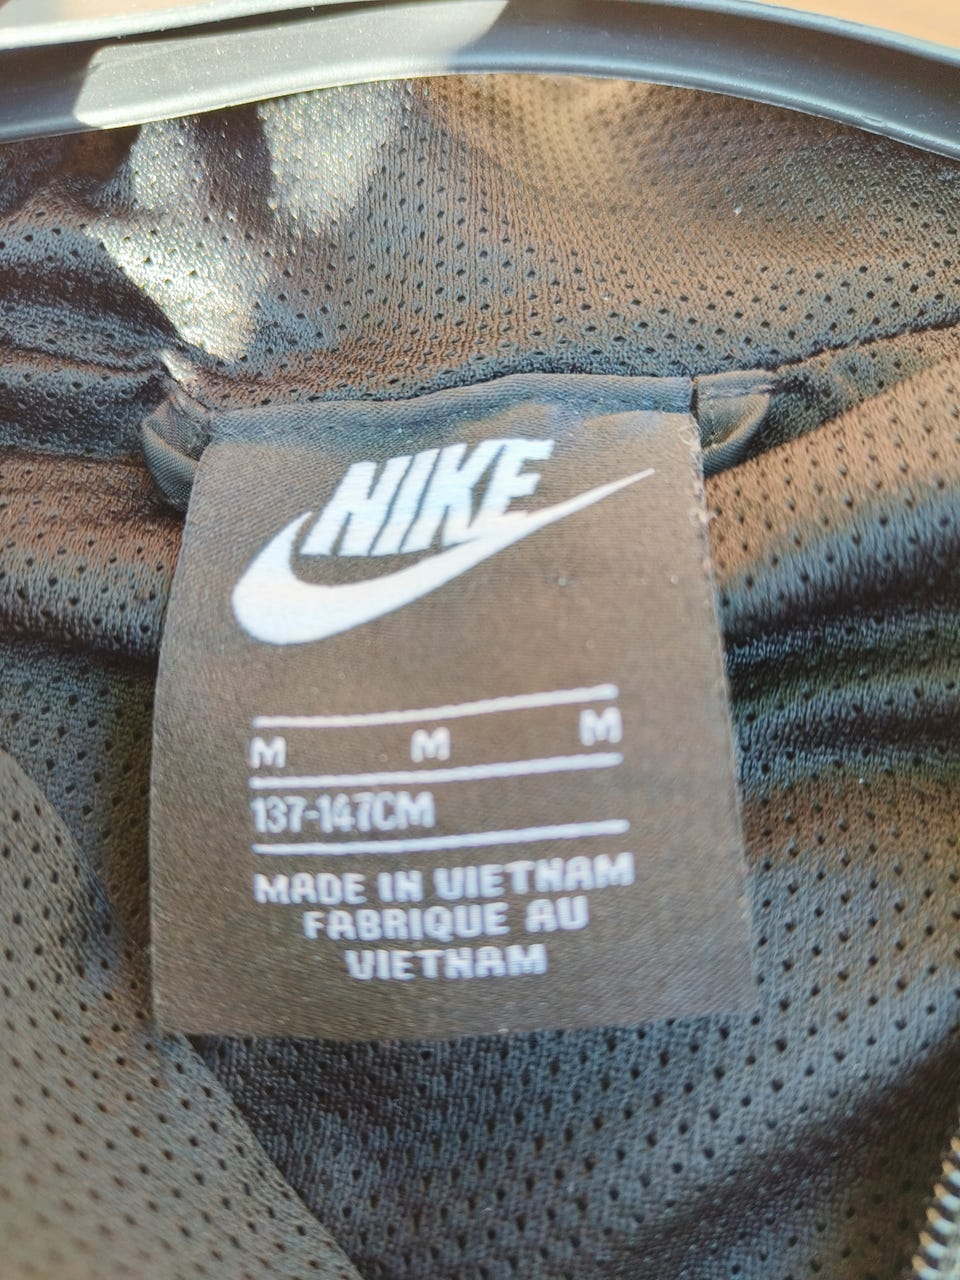 NIKE
M M M
137-147CM
MADE IN VIETNAM
FABRIQUE AU
VIETNAM